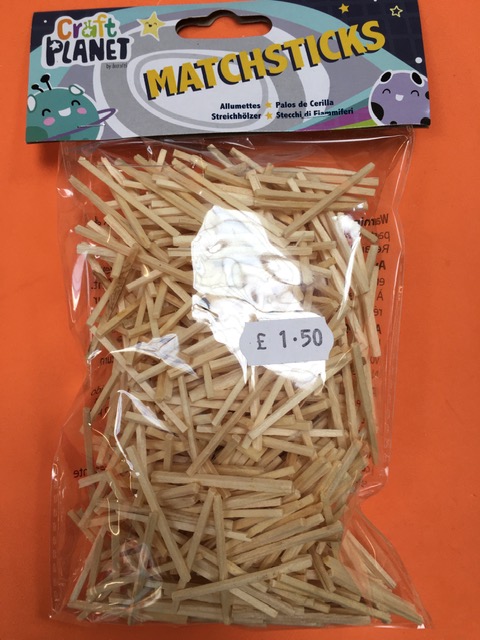 Craft
PLANET
MATCHSTICKS
Allumettes ★ Palos de Cerilla
Streichhölzer ★ Stecchi di Fiammiferi
£ 1·50